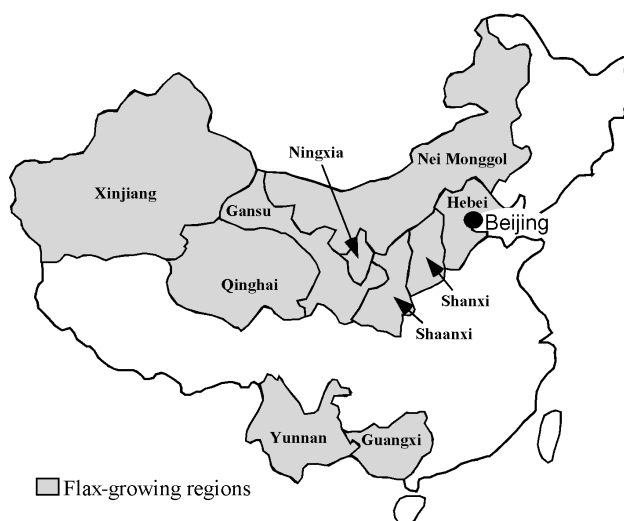 Ningxia
Nei Monggol
Xinjiang
Gansu
Hebei
Beijing
Qinghai
Shanxi
Shaanxi
Yunnan
Guangxi
Flax-growing regions